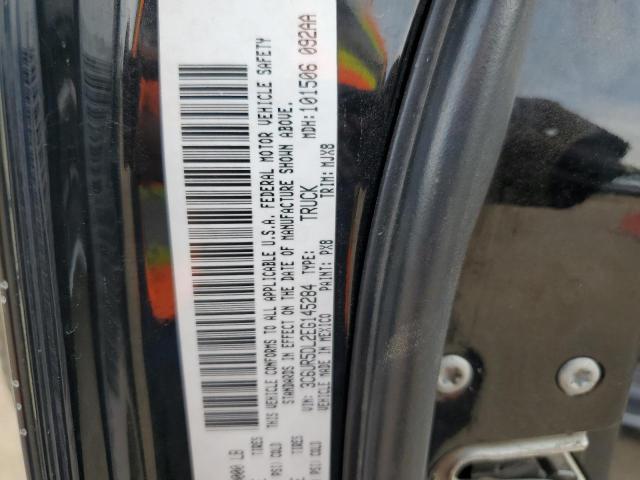 000 LB
TIRES
PSI COLD
TIRES
PSI COLD
THIS VEHICLE CONFORMS TO ALL APPLICABLE U.S.A. FEDERAL MOTOR VEHICLE SAFETY
STANDARDS IN EFFECT ON THE DATE OF MANUFACTURE SHOWN ABOVE.
VIN: 3C6UR5DL2EG145284 TYPE: TRUCK MDH:101506 092AA
MADE IN MEXICO PAINT: PX8 TRIM: MJX8